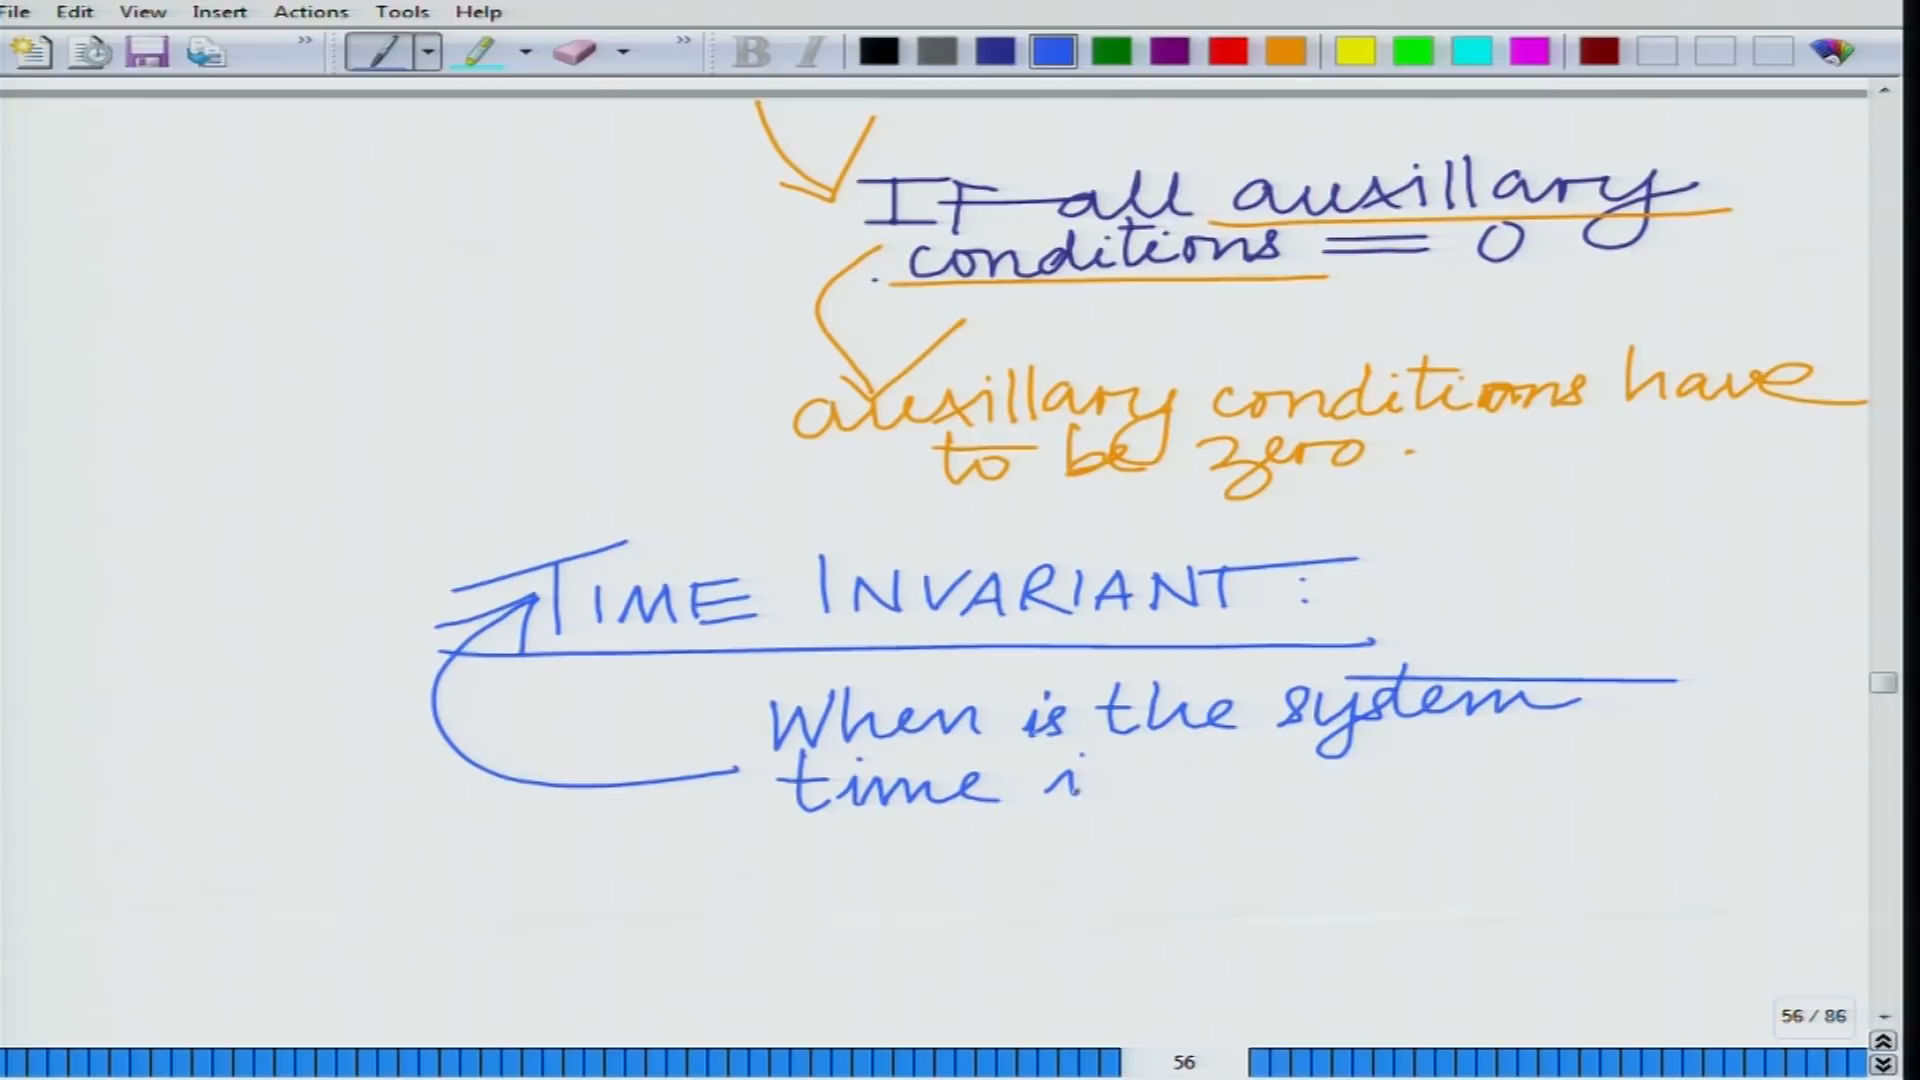 File Edit View Insert Actions Tools Help
B I
IF all auxillary
conditions = 0
auxillary conditions have
to be zero.
TIME INVARIANT:
When is the system
time i
56 / 86
56